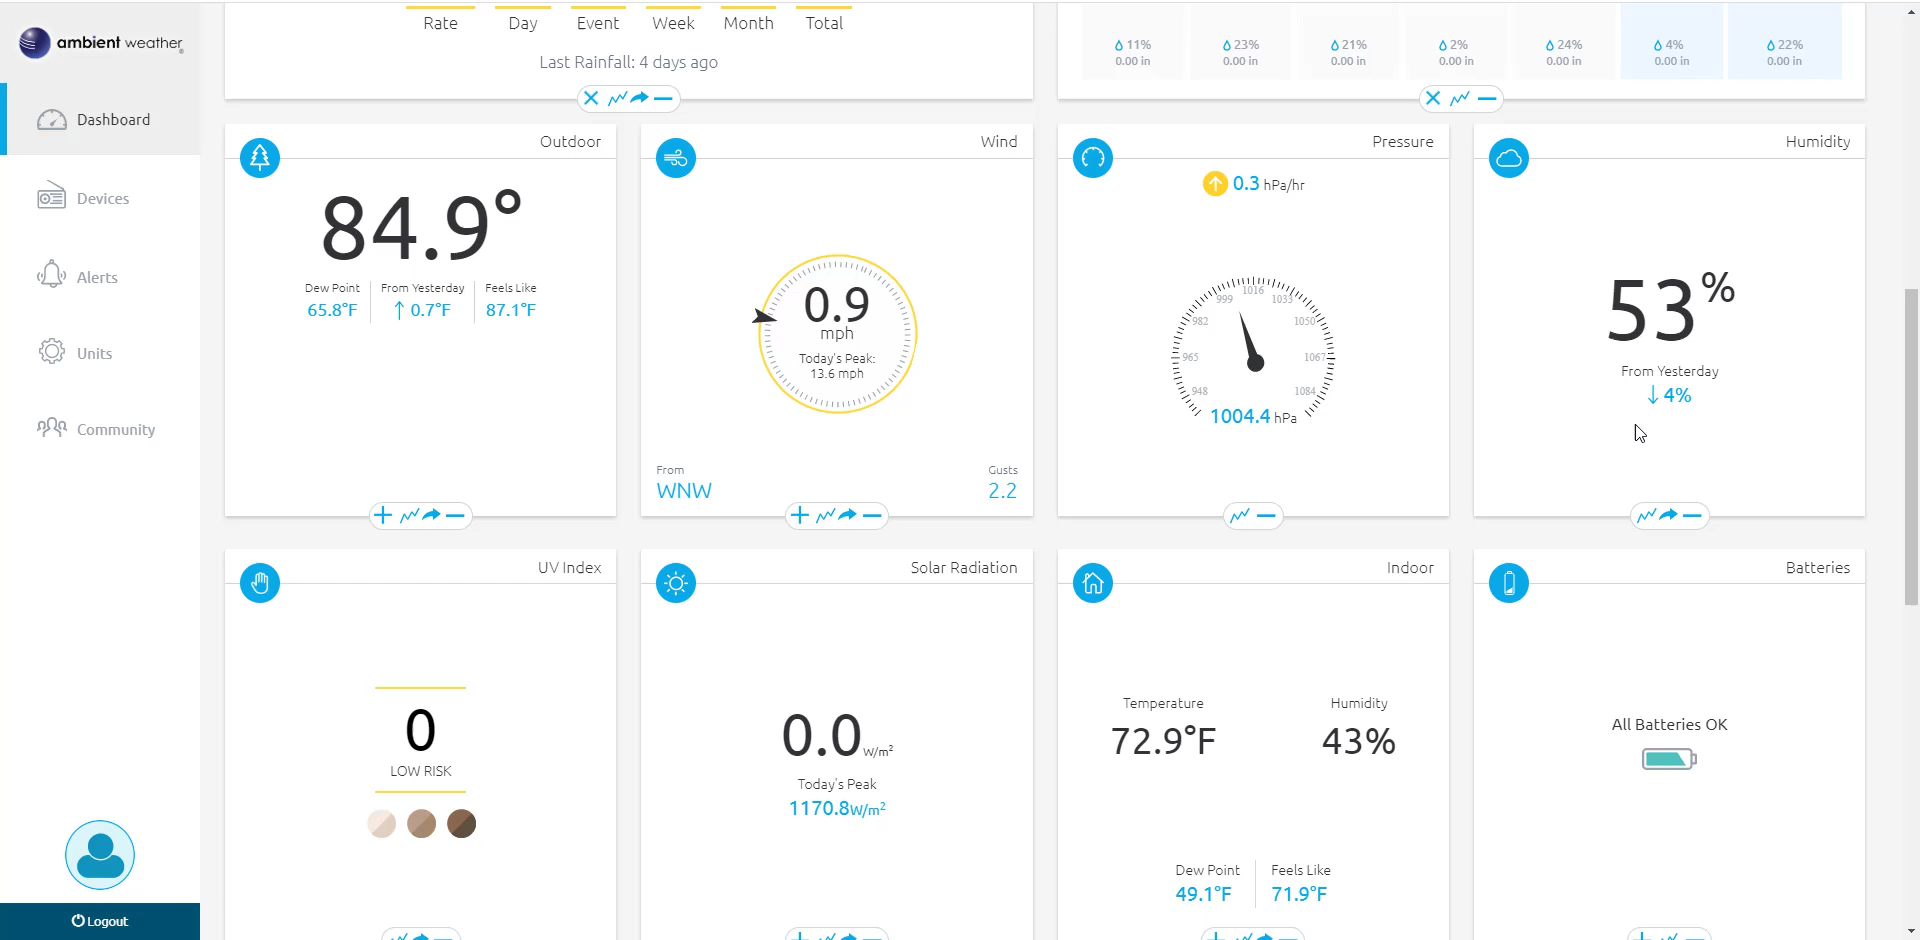 ambient weather
Dashboard
Devices
Alerts
Units
Community
Logout
Rate Day Event Week Month Total
Last Rainfall: 4 days ago
11% 23% 21% 2% 24% 4% 22%
0.00 in 0.00 in 0.00 in 0.00 in 0.00 in 0.00 in 0.00 in
Outdoor
84.9°
Dew Point From Yesterday Feels Like
65.8°F ↑ 0.7°F 87.1°F
Wind
0.9
mph
Today's Peak:
13.6 mph
From Gusts
WNW 2.2
Pressure
0.3 hPa/hr
948 965 982 999 1016 1033 1050 1067 1084
1004.4 hPa
Humidity
53%
From Yesterday
↓ 4%
UV Index
0
LOW RISK
Solar Radiation
0.0 W/m²
Today's Peak
1170.8W/m²
Indoor
Temperature Humidity
72.9°F 43%
Dew Point Feels Like
49.1°F 71.9°F
Batteries
All Batteries OK